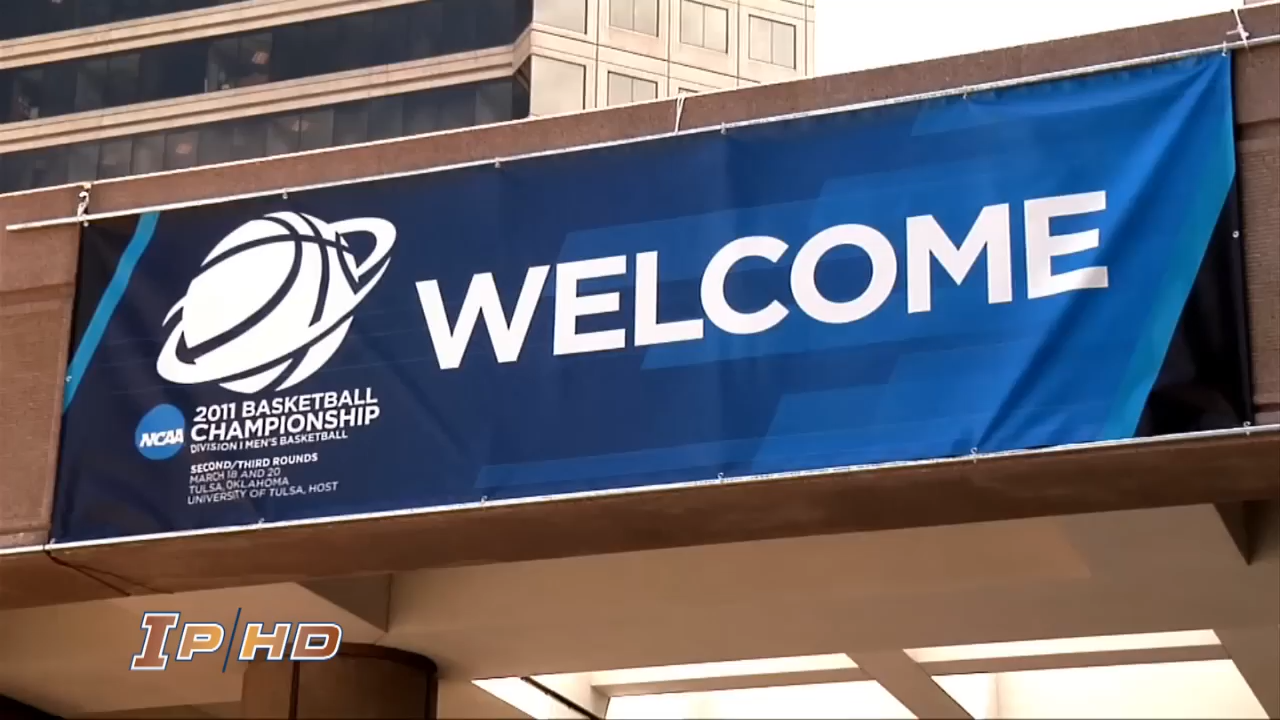 WELCOME
NCAA
2011 BASKETBALL
CHAMPIONSHIP
DIVISION I MEN'S BASKETBALL
SECOND/THIRD ROUNDS
MARCH 18 AND 20
TULSA, OKLAHOMA
UNIVERSITY OF TULSA, HOST
IP/HD